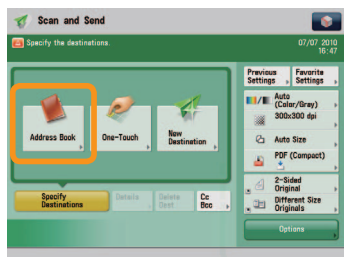 Scan and Send
Specify the destinations.
07/07 2010
16:47
Address Book
One-Touch
New
Destination
Specify
Destinations
Details
Delete
Dest
Cc
Bcc
Previous
Settings
Favorite
Settings
Auto
(Color/Gray)
300x300 dpi
Auto Size
PDF (Compact)
2-Sided
Original
Different Size
Originals
Options